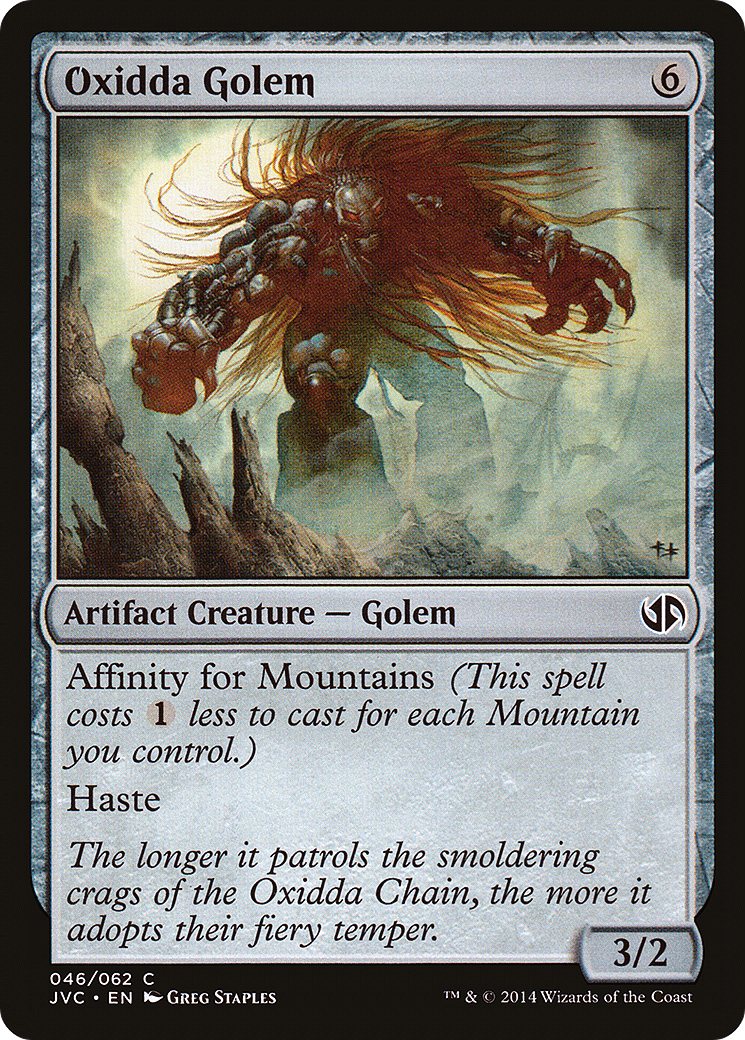 Oxidda Golem 6
Artifact Creature — Golem
Affinity for Mountains (This spell
costs 1 less to cast for each Mountain
you control.)
Haste
The longer it patrols the smoldering
crags of the Oxidda Chain, the more it
adopts their fiery temper.
3/2
046/062 C
JVC • EN Greg Staples
™ & © 2014 Wizards of the Coast